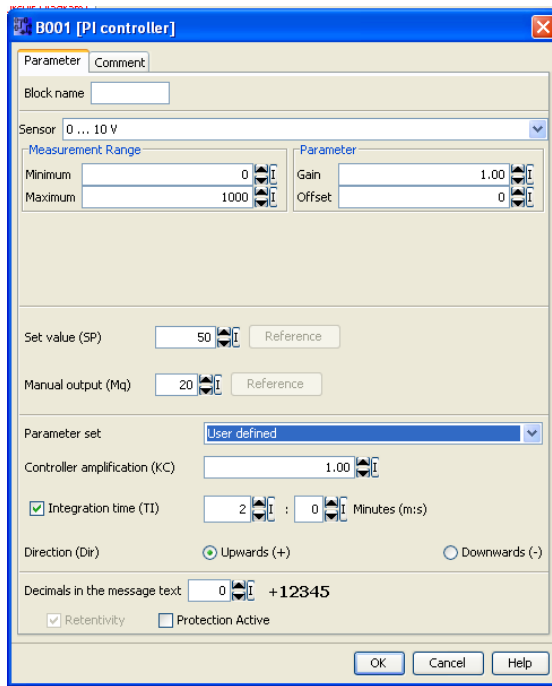 B001 [PI controller]
Parameter Comment
Block name
Sensor 0 ... 10 V
Measurement Range Parameter
Minimum 0 Gain 1.00
Maximum 1000 Offset 0
Set value (SP) 50 Reference
Manual output (Mq) 20 Reference
Parameter set User defined
Controller amplification (KC) 1.00
Integration time (TI) 2 : 0 Minutes (m:s)
Direction (Dir) Upwards (+) Downwards (-)
Decimals in the message text 0 +12345
Retentivity Protection Active
OK Cancel Help